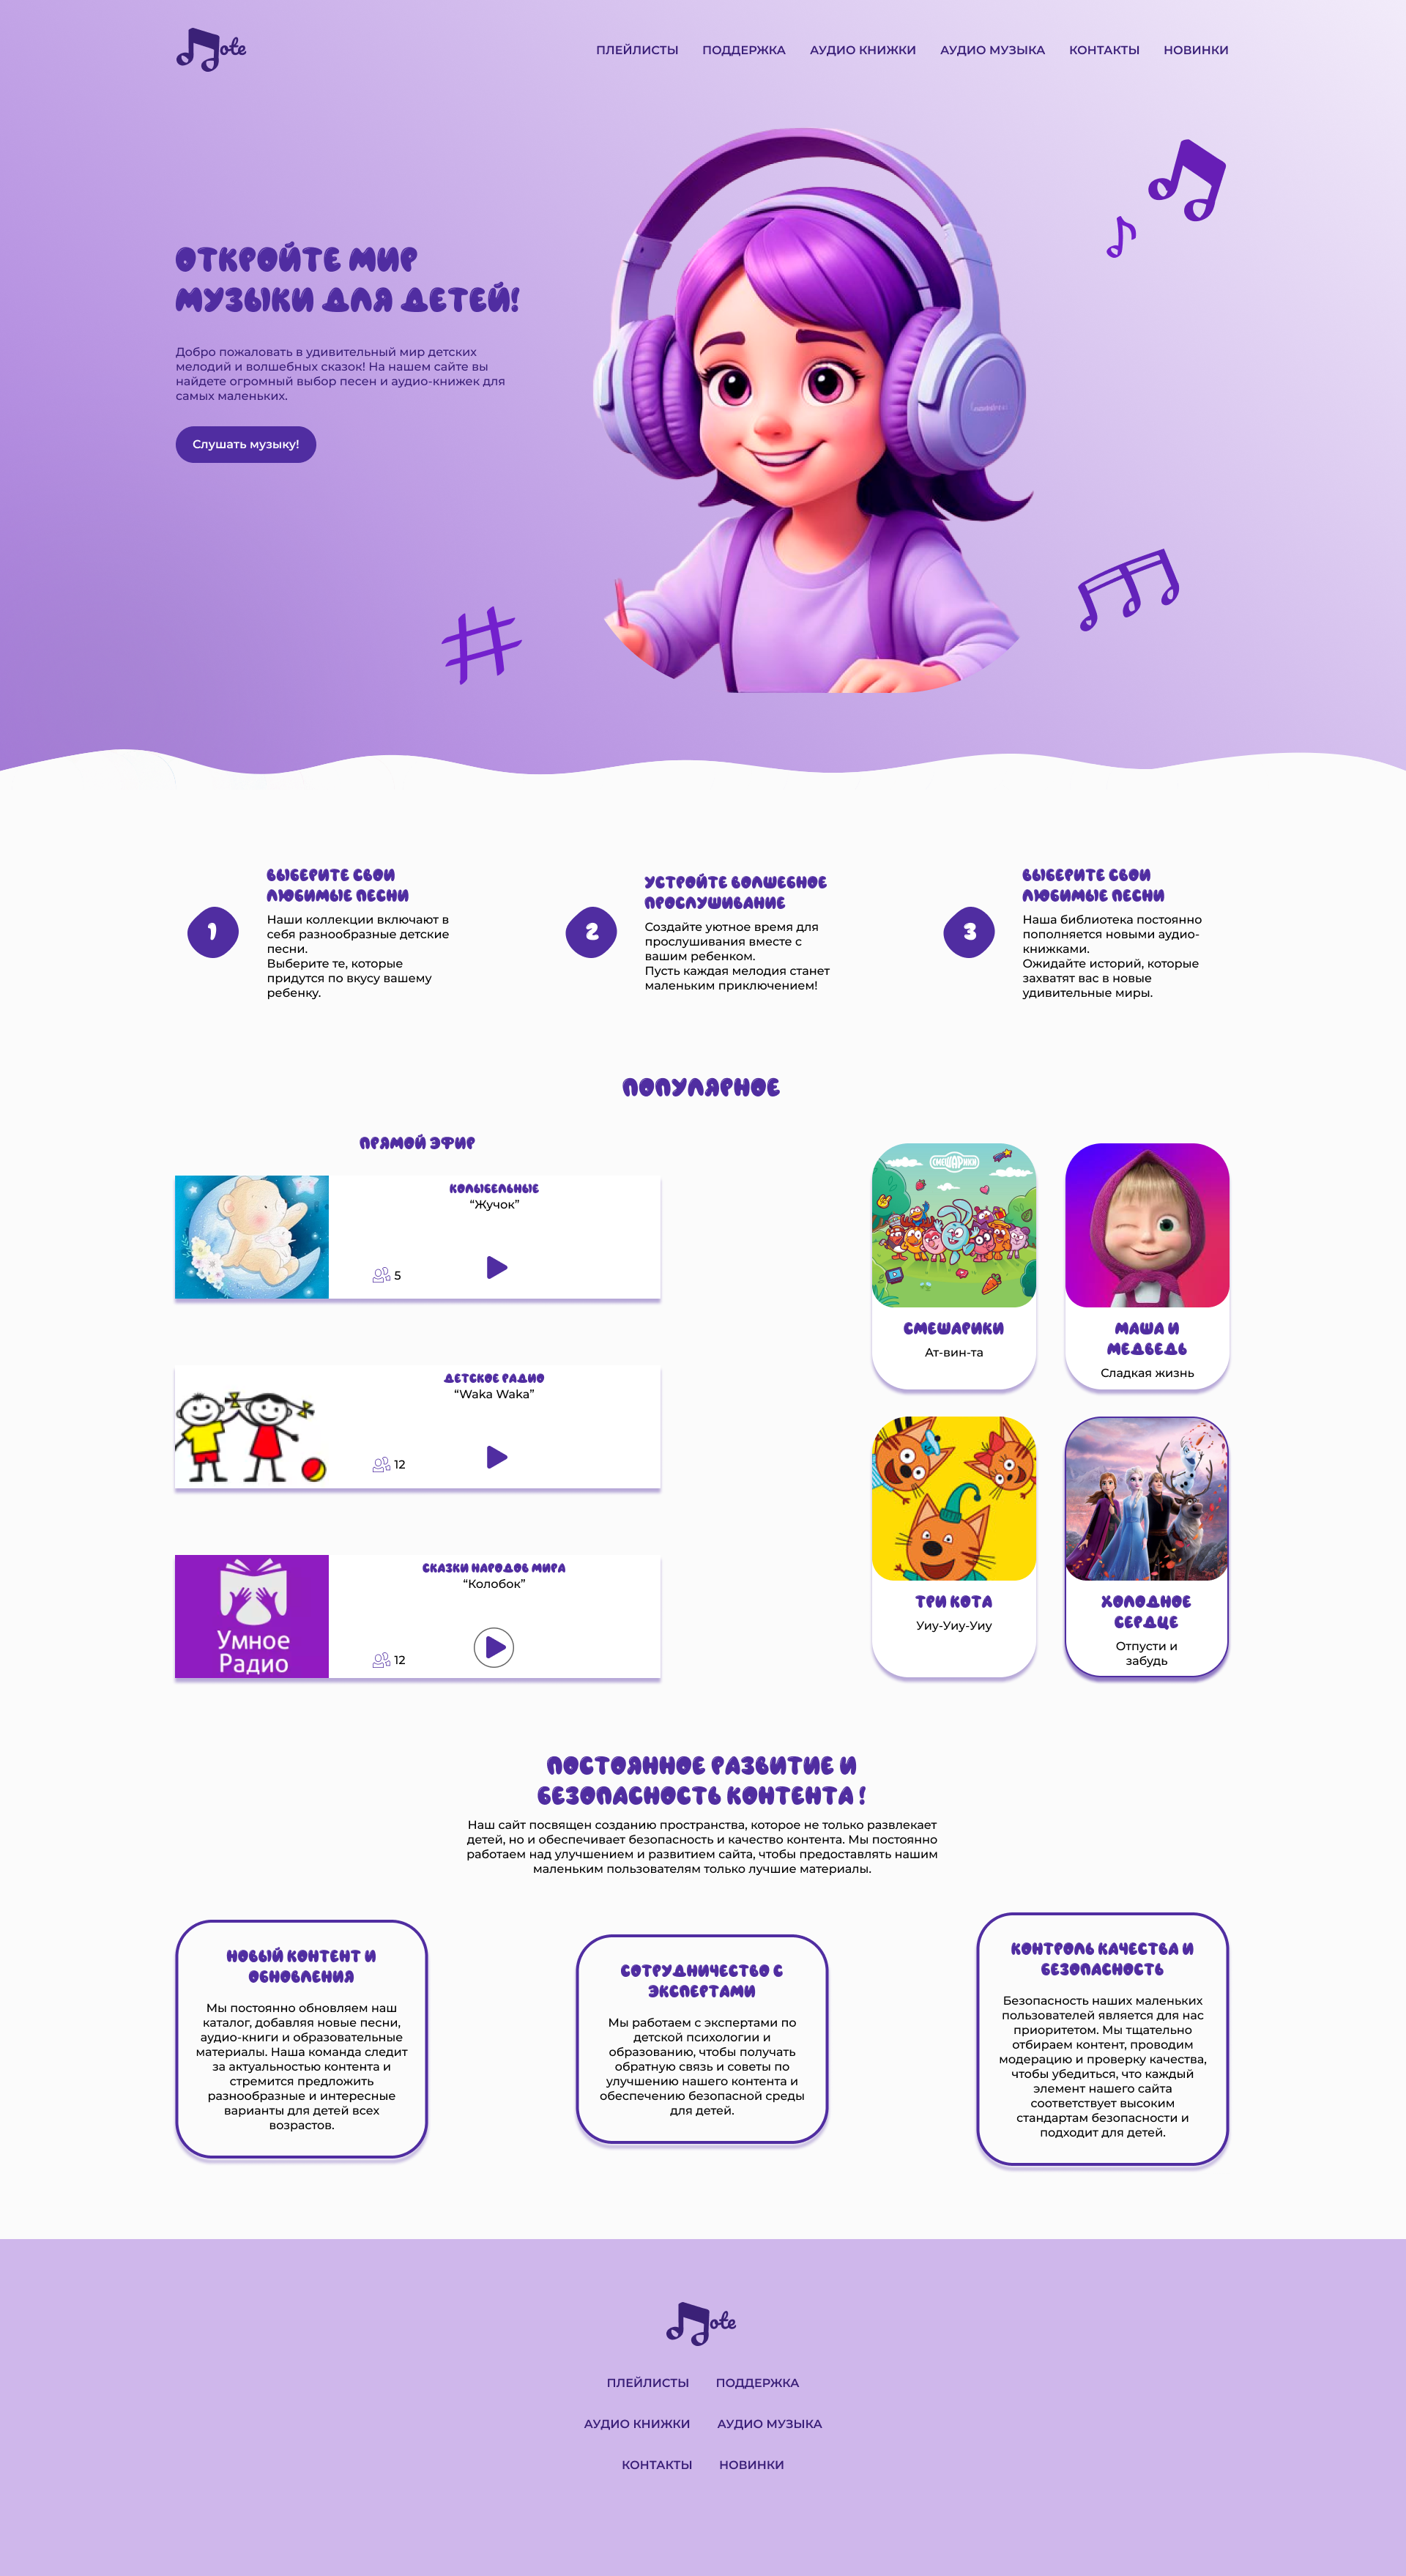 ote
ПЛЕЙЛИСТЫ ПОДДЕРЖКА АУДИО КНИЖКИ АУДИО МУЗЫКА КОНТАКТЫ НОВИНКИ
ОТКРОЙТЕ МИР
МУЗЫКИ ДЛЯ ДЕТЕЙ!
Добро пожаловать в удивительный мир детских
мелодий и волшебных сказок! На нашем сайте вы
найдете огромный выбор песен и аудио-книжек для
самых маленьких.
Слушать музыку!
1
ВЫБЕРИТЕ СВОИ
ЛЮБИМЫЕ ПЕСНИ
Наши коллекции включают в
себя разнообразные детские
песни.
Выберите те, которые
придутся по вкусу вашему
ребенку.
2
УСТРОЙТЕ ВОЛШЕБНОЕ
ПРОСЛУШИВАНИЕ
Создайте уютное время для
прослушивания вместе с
вашим ребенком.
Пусть каждая мелодия станет
маленьким приключением!
3
ВЫБЕРИТЕ СВОИ
ЛЮБИМЫЕ ПЕСНИ
Наша библиотека постоянно
пополняется новыми аудио-
книжками.
Ожидайте историй, которые
захватят вас в новые
удивительные миры.
ПОПУЛЯРНОЕ
ПРЯМОЙ ЭФИР
КОЛЫБЕЛЬНЫЕ
“Жучок”
5
ДЕТСКОЕ РАДИО
“Waka Waka”
12
Умное
Радио
СКАЗКИ НАРОДОВ МИРА
“Колобок”
12
СМЕШАРИКИ
СМЕШАРИКИ
Ат-вин-та
МАША И
МЕДВЕДЬ
Сладкая жизнь
ТРИ КОТА
Уиу-Уиу-Уиу
ХОЛОДНОЕ
СЕРДЦЕ
Отпусти и
забудь
ПОСТОЯННОЕ РАЗВИТИЕ И
БЕЗОПАСНОСТЬ КОНТЕНТА !
Наш сайт посвящен созданию пространства, которое не только развлекает
детей, но и обеспечивает безопасность и качество контента. Мы постоянно
работаем над улучшением и развитием сайта, чтобы предоставлять нашим
маленьким пользователям только лучшие материалы.
НОВЫЙ КОНТЕНТ И
ОБНОВЛЕНИЯ
Мы постоянно обновляем наш
каталог, добавляя новые песни,
аудио-книги и образовательные
материалы. Наша команда следит
за актуальностью контента и
стремится предложить
разнообразные и интересные
варианты для детей всех
возрастов.
СОТРУДНИЧЕСТВО С
ЭКСПЕРТАМИ
Мы работаем с экспертами по
детской психологии и
образованию, чтобы получать
обратную связь и советы по
улучшению нашего контента и
обеспечению безопасной среды
для детей.
КОНТРОЛЬ КАЧЕСТВА И
БЕЗОПАСНОСТЬ
Безопасность наших маленьких
пользователей является для нас
приоритетом. Мы тщательно
отбираем контент, проводим
модерацию и проверку качества,
чтобы убедиться, что каждый
элемент нашего сайта
соответствует высоким
стандартам безопасности и
подходит для детей.
ote
ПЛЕЙЛИСТЫ ПОДДЕРЖКА
АУДИО КНИЖКИ АУДИО МУЗЫКА
КОНТАКТЫ НОВИНКИ